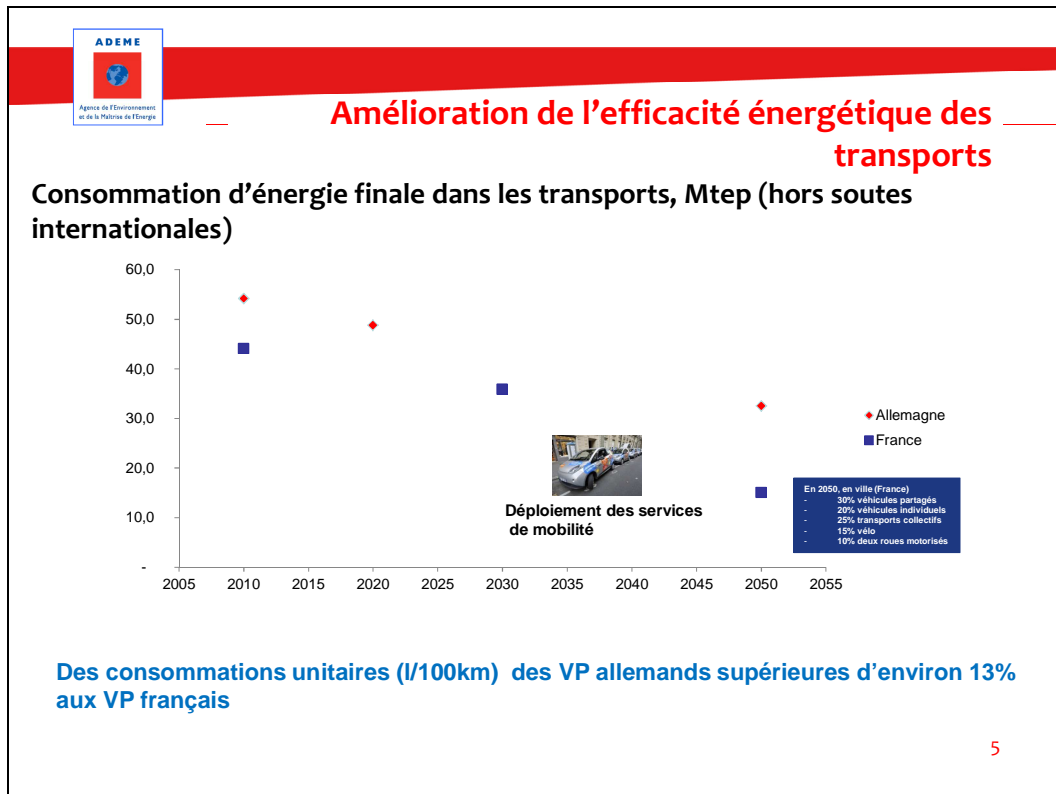 ADEME
Agence de l'Environnement
et de la Maîtrise de l'Energie
Amélioration de l'efficacité énergétique des
transports
Consommation d'énergie finale dans les transports, Mtep (hors soutes
internationales)
60,0
50,0
40,0
30,0
20,0
10,0
-
2005 2010 2015 2020 2025 2030 2035 2040 2045 2050 2055
Allemagne
France
Déploiement des services
de mobilité
En 2050, en ville (France)
- 30% véhicules partagés
- 20% véhicules individuels
- 25% transports collectifs
- 15% vélo
- 10% deux roues motorisés
Des consommations unitaires (l/100km) des VP allemands supérieures d'environ 13%
aux VP français
5